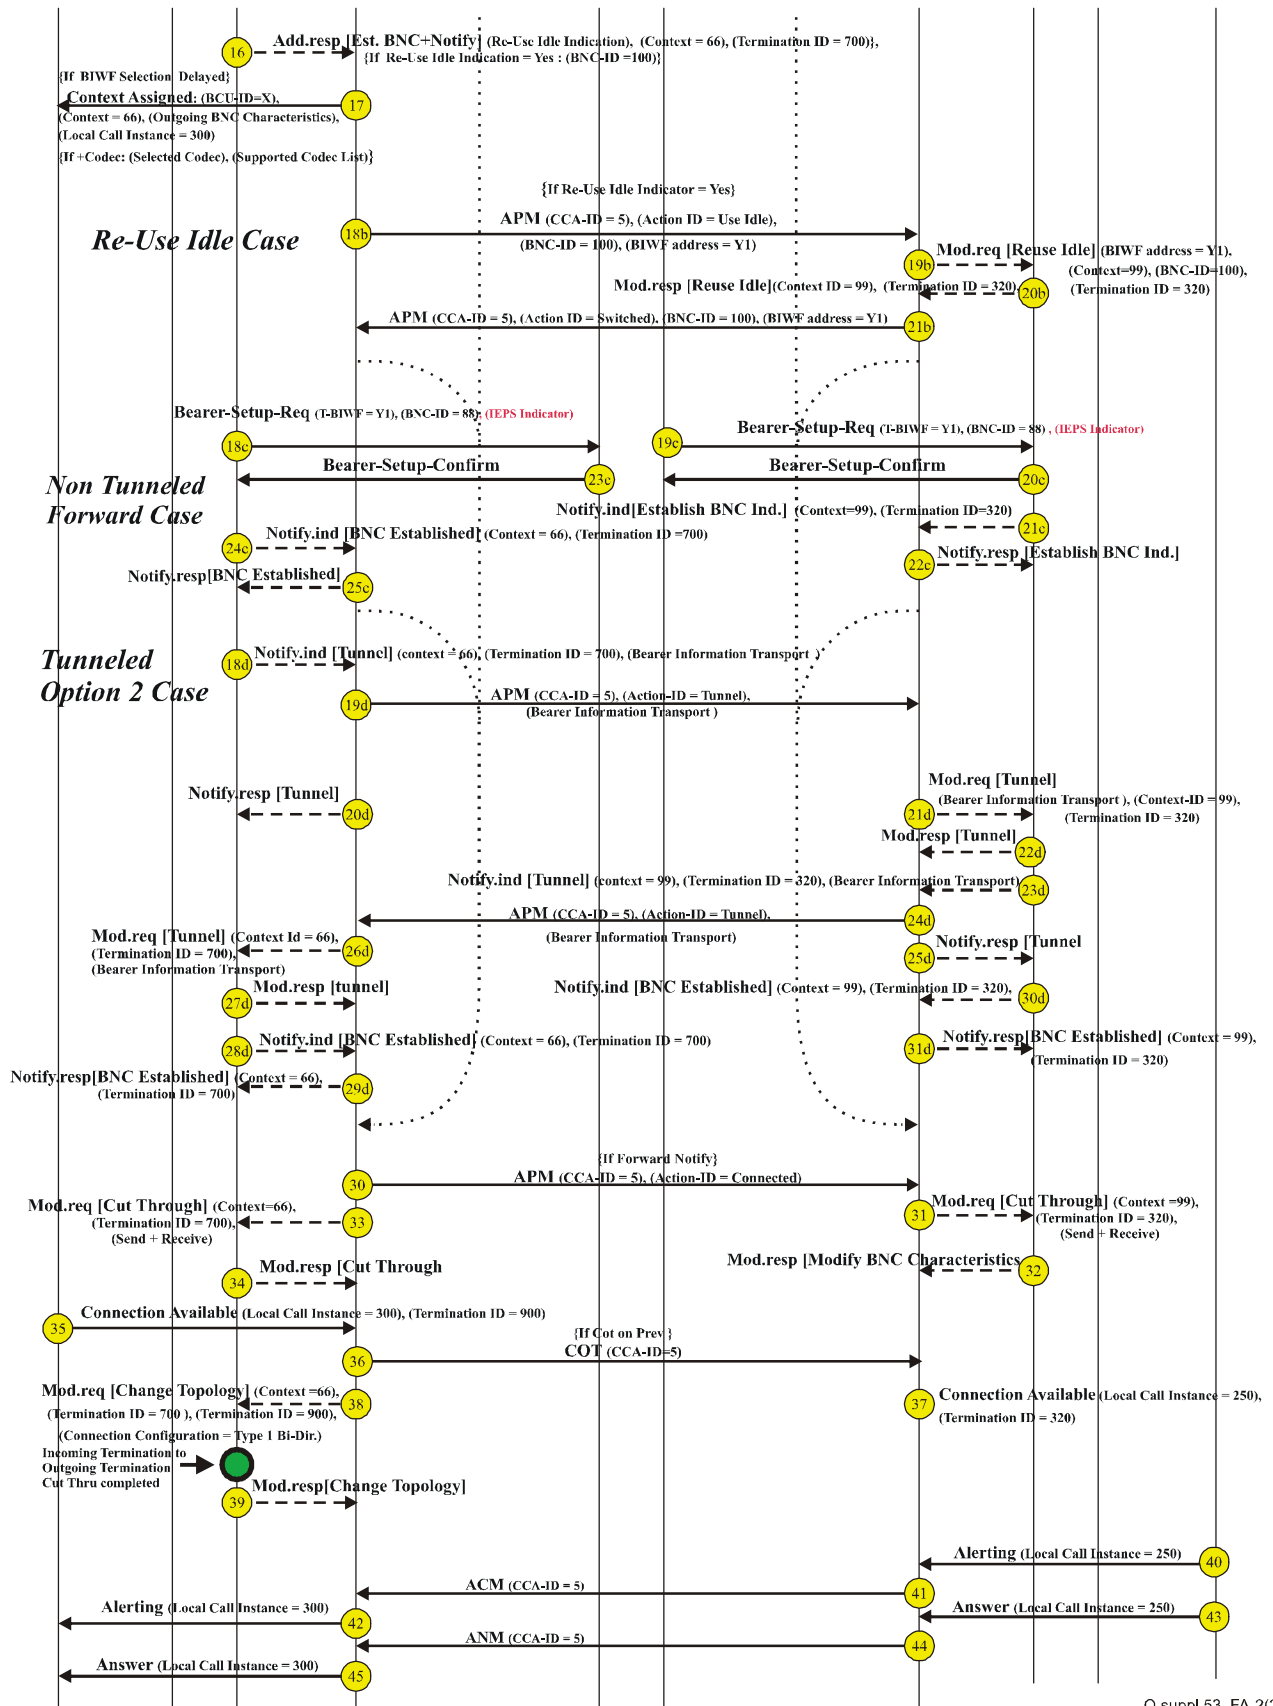 16
Add.resp [Est. BNC+Notify] (Re-Use Idle Indication), (Context = 66), (Termination ID = 700)},
{If Re-Use Idle Indication = Yes : (BNC-ID =100)}
{If BIWF Selection Delayed}
Context Assigned: (BCU-ID=X),
17
(Context = 66), (Outgoing BNC Characteristics),
(Local Call Instance = 300)
{If +Codec: (Selected Codec), (Supported Codec List)}
{If Re-Use Idle Indicator = Yes}
APM (CCA-ID = 5), (Action ID = Use Idle),
18b
Re-Use Idle Case
(BNC-ID = 100), (BIWF address = Y1)
Mod.req [Reuse Idle] (BIWF address = Y1),
19b
(Context=99), (BNC-ID=100),
Mod.resp [Reuse Idle](Context ID = 99), (Termination ID = 320),
20b
(Termination ID = 320)
APM (CCA-ID = 5), (Action ID = Switched), (BNC-ID = 100), (BIWF address = Y1)
21b
Bearer-Setup-Req (T-BIWF = Y1), (BNC-ID = 88), (IEPS Indicator)
18c
19c
Bearer-Setup-Req (T-BIWF = Y1), (BNC-ID = 88) , (IEPS Indicator)
Bearer-Setup-Confirm
23c
Bearer-Setup-Confirm
20c
Non Tunneled
Forward Case
Notify.ind[Establish BNC Ind.] (Context=99), (Termination ID=320)
21c
Notify.ind [BNC Established] (Context = 66), (Termination ID =700)
24c
Notify.resp [Establish BNC Ind.]
22c
Notify.resp[BNC Established]
25c
Tunneled
Option 2 Case
18d
Notify.ind [Tunnel] (context = 66), (Termination ID = 700), (Bearer Information Transport )
APM (CCA-ID = 5), (Action-ID = Tunnel),
19d
(Bearer Information Transport )
Notify.resp [Tunnel]
20d
Mod.req [Tunnel]
(Bearer Information Transport ), (Context-ID = 99),
21d
(Termination ID = 320)
Mod.resp [Tunnel]
22d
Notify.ind [Tunnel] (context = 99), (Termination ID = 320), (Bearer Information Transport)
23d
APM (CCA-ID = 5), (Action-ID = Tunnel),
24d
(Bearer Information Transport)
Mod.req [Tunnel] (Context Id = 66),
(Termination ID = 700),
(Bearer Information Transport)
26d
Notify.resp [Tunnel
25d
Mod.resp [tunnel]
27d
Notify.ind [BNC Established] (Context = 99), (Termination ID = 320),
30d
Notify.ind [BNC Established] (Context = 66), (Termination ID = 700)
28d
Notify.resp[BNC Established] (Context = 99),
31d
(Termination ID = 320)
Notify.resp[BNC Established] (Context = 66),
(Termination ID = 700)
29d
{If Forward Notify}
APM (CCA-ID = 5), (Action-ID = Connected)
30
Mod.req [Cut Through] (Context=66),
(Termination ID = 700),
(Send + Receive)
33
31
Mod.req [Cut Through] (Context =99),
(Termination ID = 320),
(Send + Receive)
Mod.resp [Cut Through
34
Mod.resp [Modify BNC Characteristics
32
Connection Available (Local Call Instance = 300), (Termination ID = 900)
35
{If Cot on Prev }
COT (CCA-ID=5)
36
Mod.req [Change Topology] (Context =66),
38
(Termination ID = 700 ), (Termination ID = 900),
(Connection Configuration = Type 1 Bi-Dir.)
37
Connection Available (Local Call Instance = 250),
(Termination ID = 320)
Incoming Termination to
Outgoing Termination
Cut Thru completed
Mod.resp[Change Topology]
39
Alerting (Local Call Instance = 250)
40
ACM (CCA-ID = 5)
41
Alerting (Local Call Instance = 300)
42
Answer (Local Call Instance = 250)
43
ANM (CCA-ID = 5)
44
Answer (Local Call Instance = 300)
45